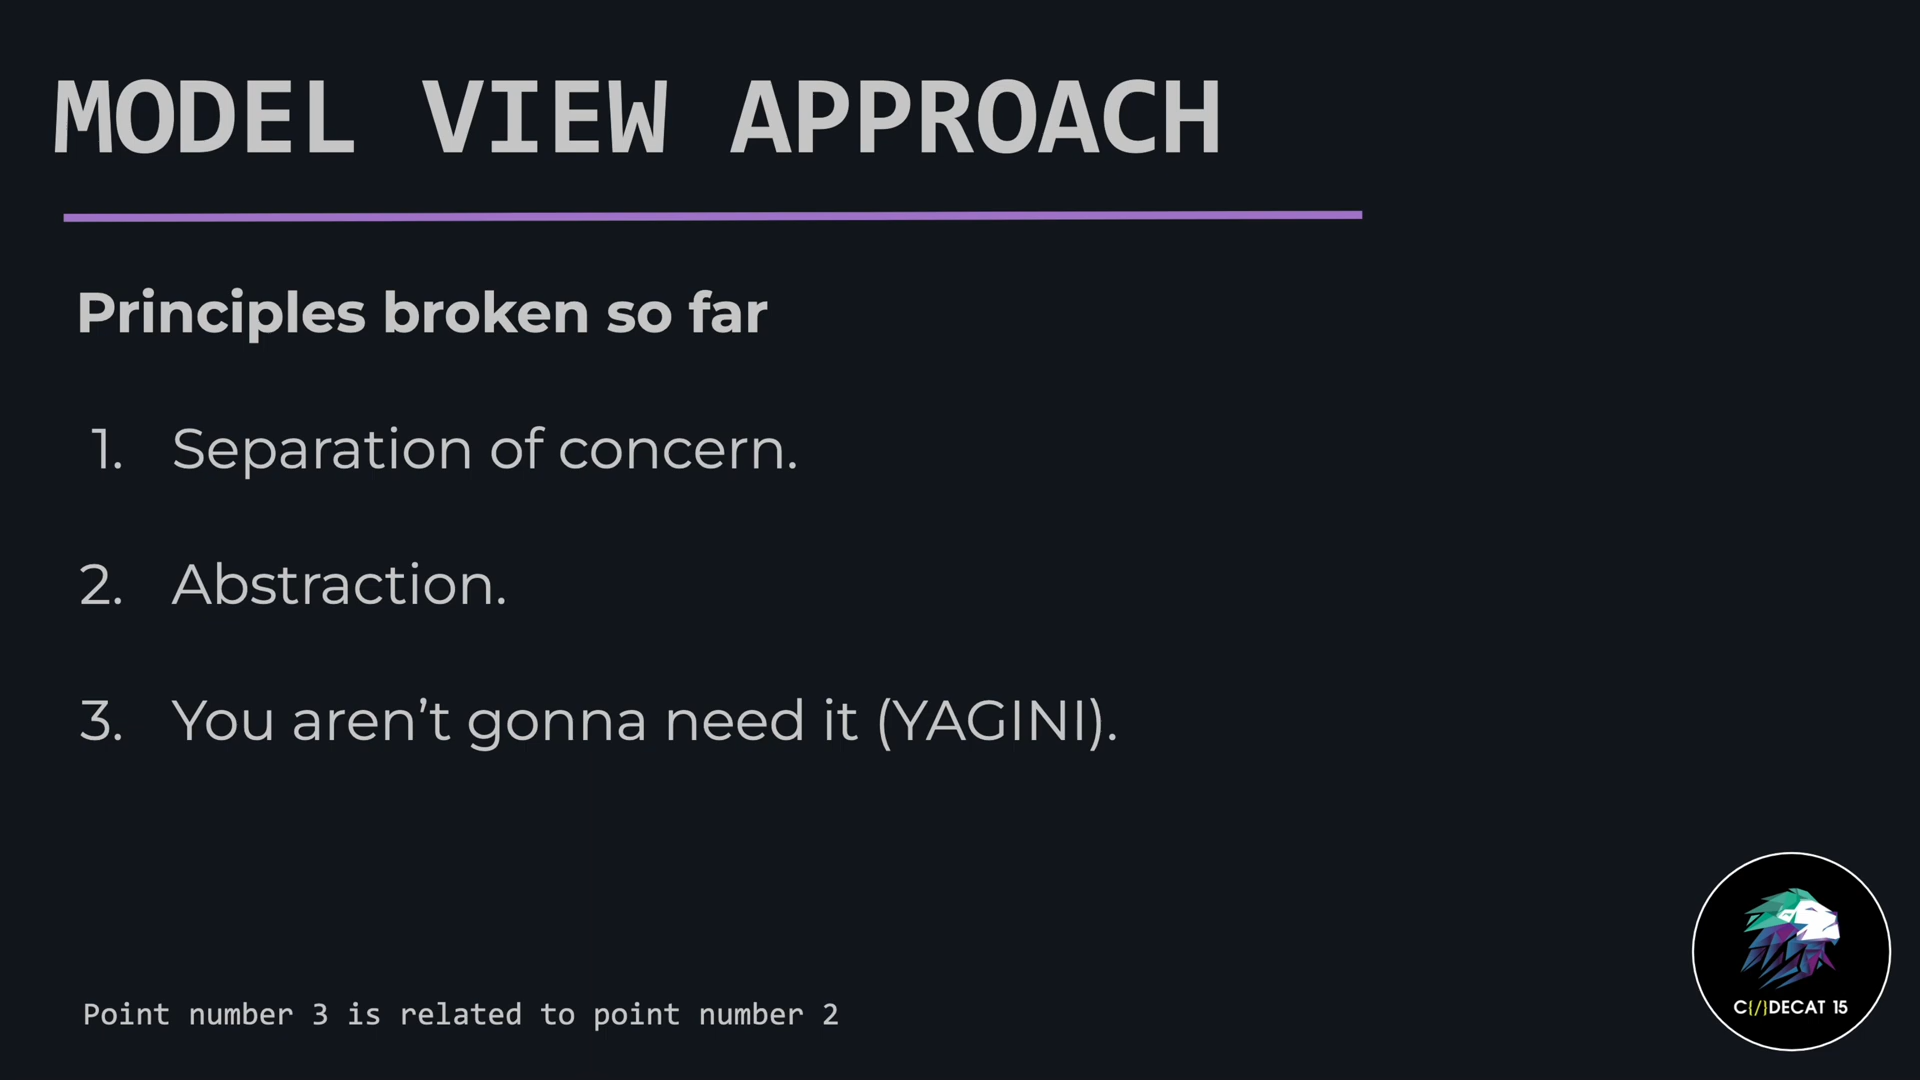 MODEL VIEW APPROACH
Principles broken so far
1. Separation of concern.
2. Abstraction.
3. You aren’t gonna need it (YAGINI).
Point number 3 is related to point number 2
C{/}DECAT 15